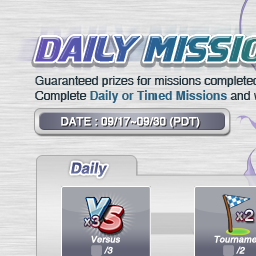 DAILY MISSIO
Guaranteed prizes for missions completed
Complete Daily or Timed Missions and
DATE : 09/17~09/30 (PDT)
Daily
VS x3
x2
Versus
Tourname
/3
/2